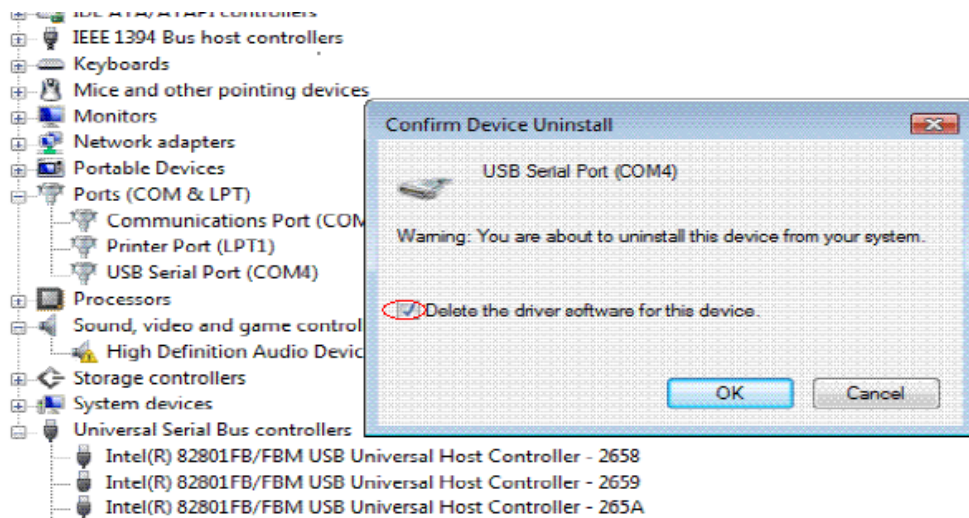 IDE ATA/ATAPI controllers
IEEE 1394 Bus host controllers
Keyboards
Mice and other pointing devices
Monitors
Network adapters
Portable Devices
Ports (COM & LPT)
Communications Port (COM
Printer Port (LPT1)
USB Serial Port (COM4)
Processors
Sound, video and game control
High Definition Audio Devic
Storage controllers
System devices
Universal Serial Bus controllers
Intel(R) 82801FB/FBM USB Universal Host Controller - 2658
Intel(R) 82801FB/FBM USB Universal Host Controller - 2659
Intel(R) 82801FB/FBM USB Universal Host Controller - 265A
Confirm Device Uninstall
USB Serial Port (COM4)
Warning: You are about to uninstall this device from your system.
Delete the driver software for this device.
OK
Cancel